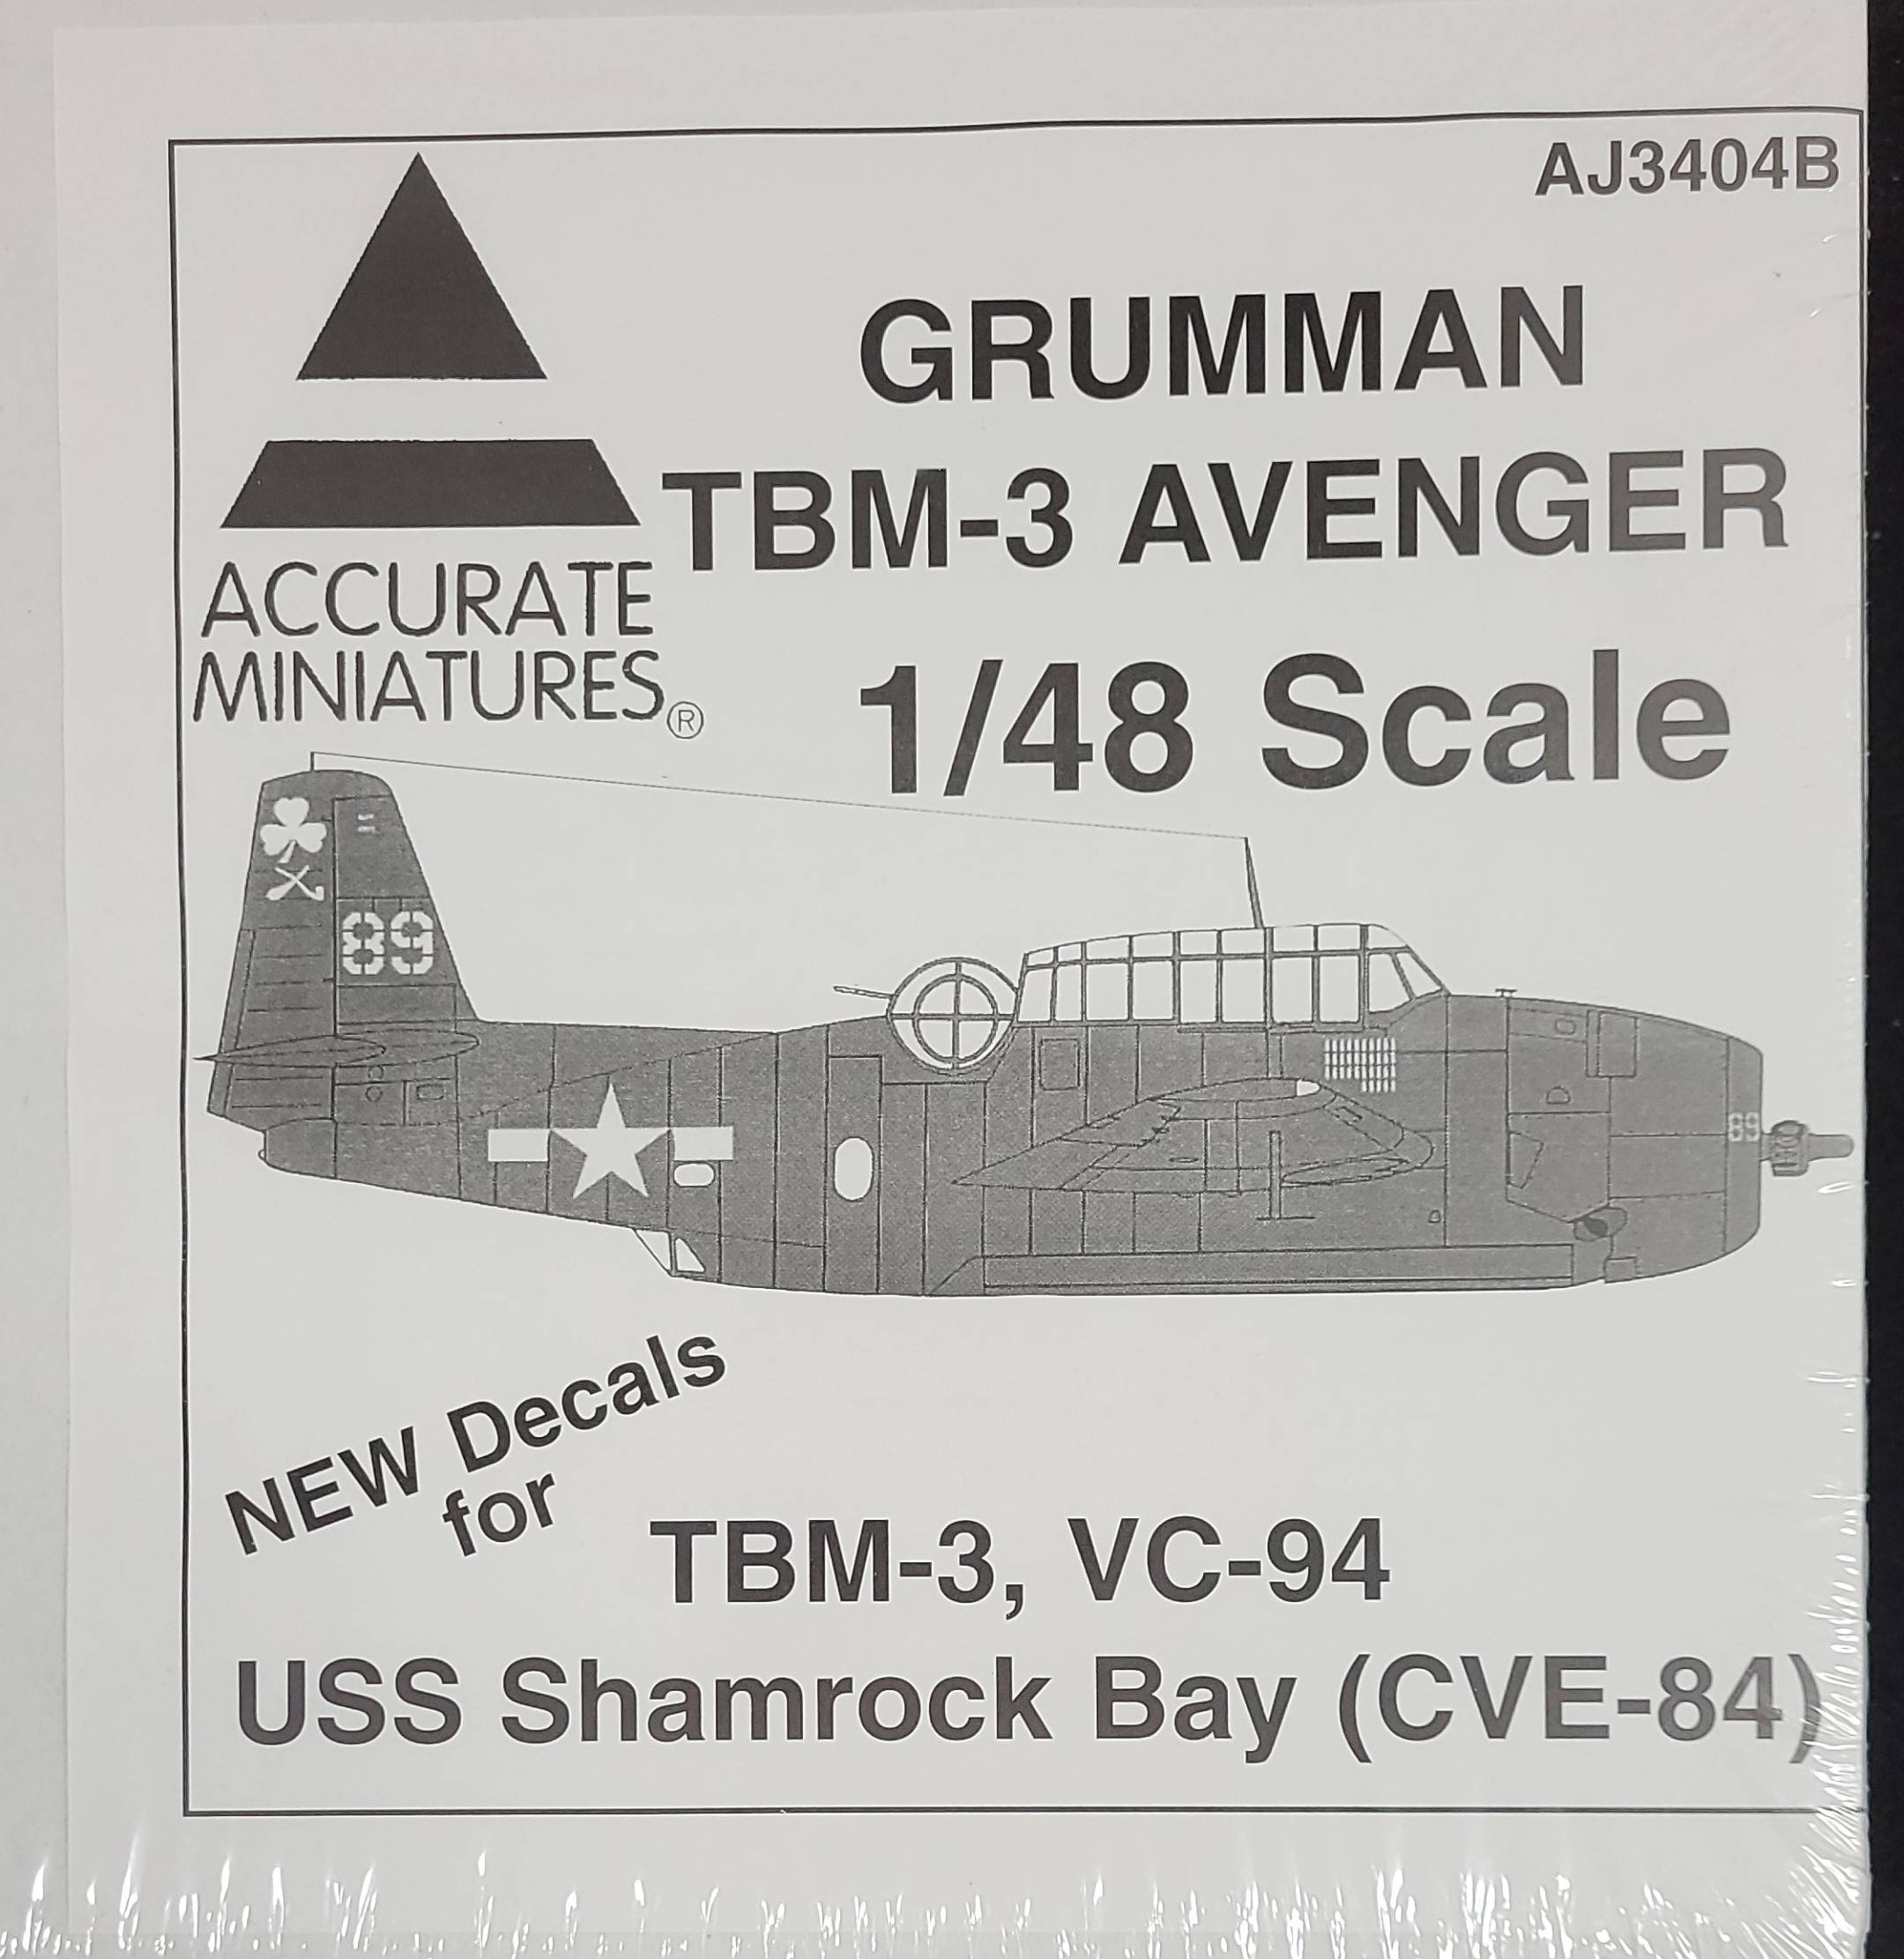 AJ3404B
GRUMMAN
TBM-3 AVENGER
ACCURATE
MINIATURES®
1/48 Scale
89
89
NEW Decals
for
TBM-3, VC-94
USS Shamrock Bay (CVE-84)